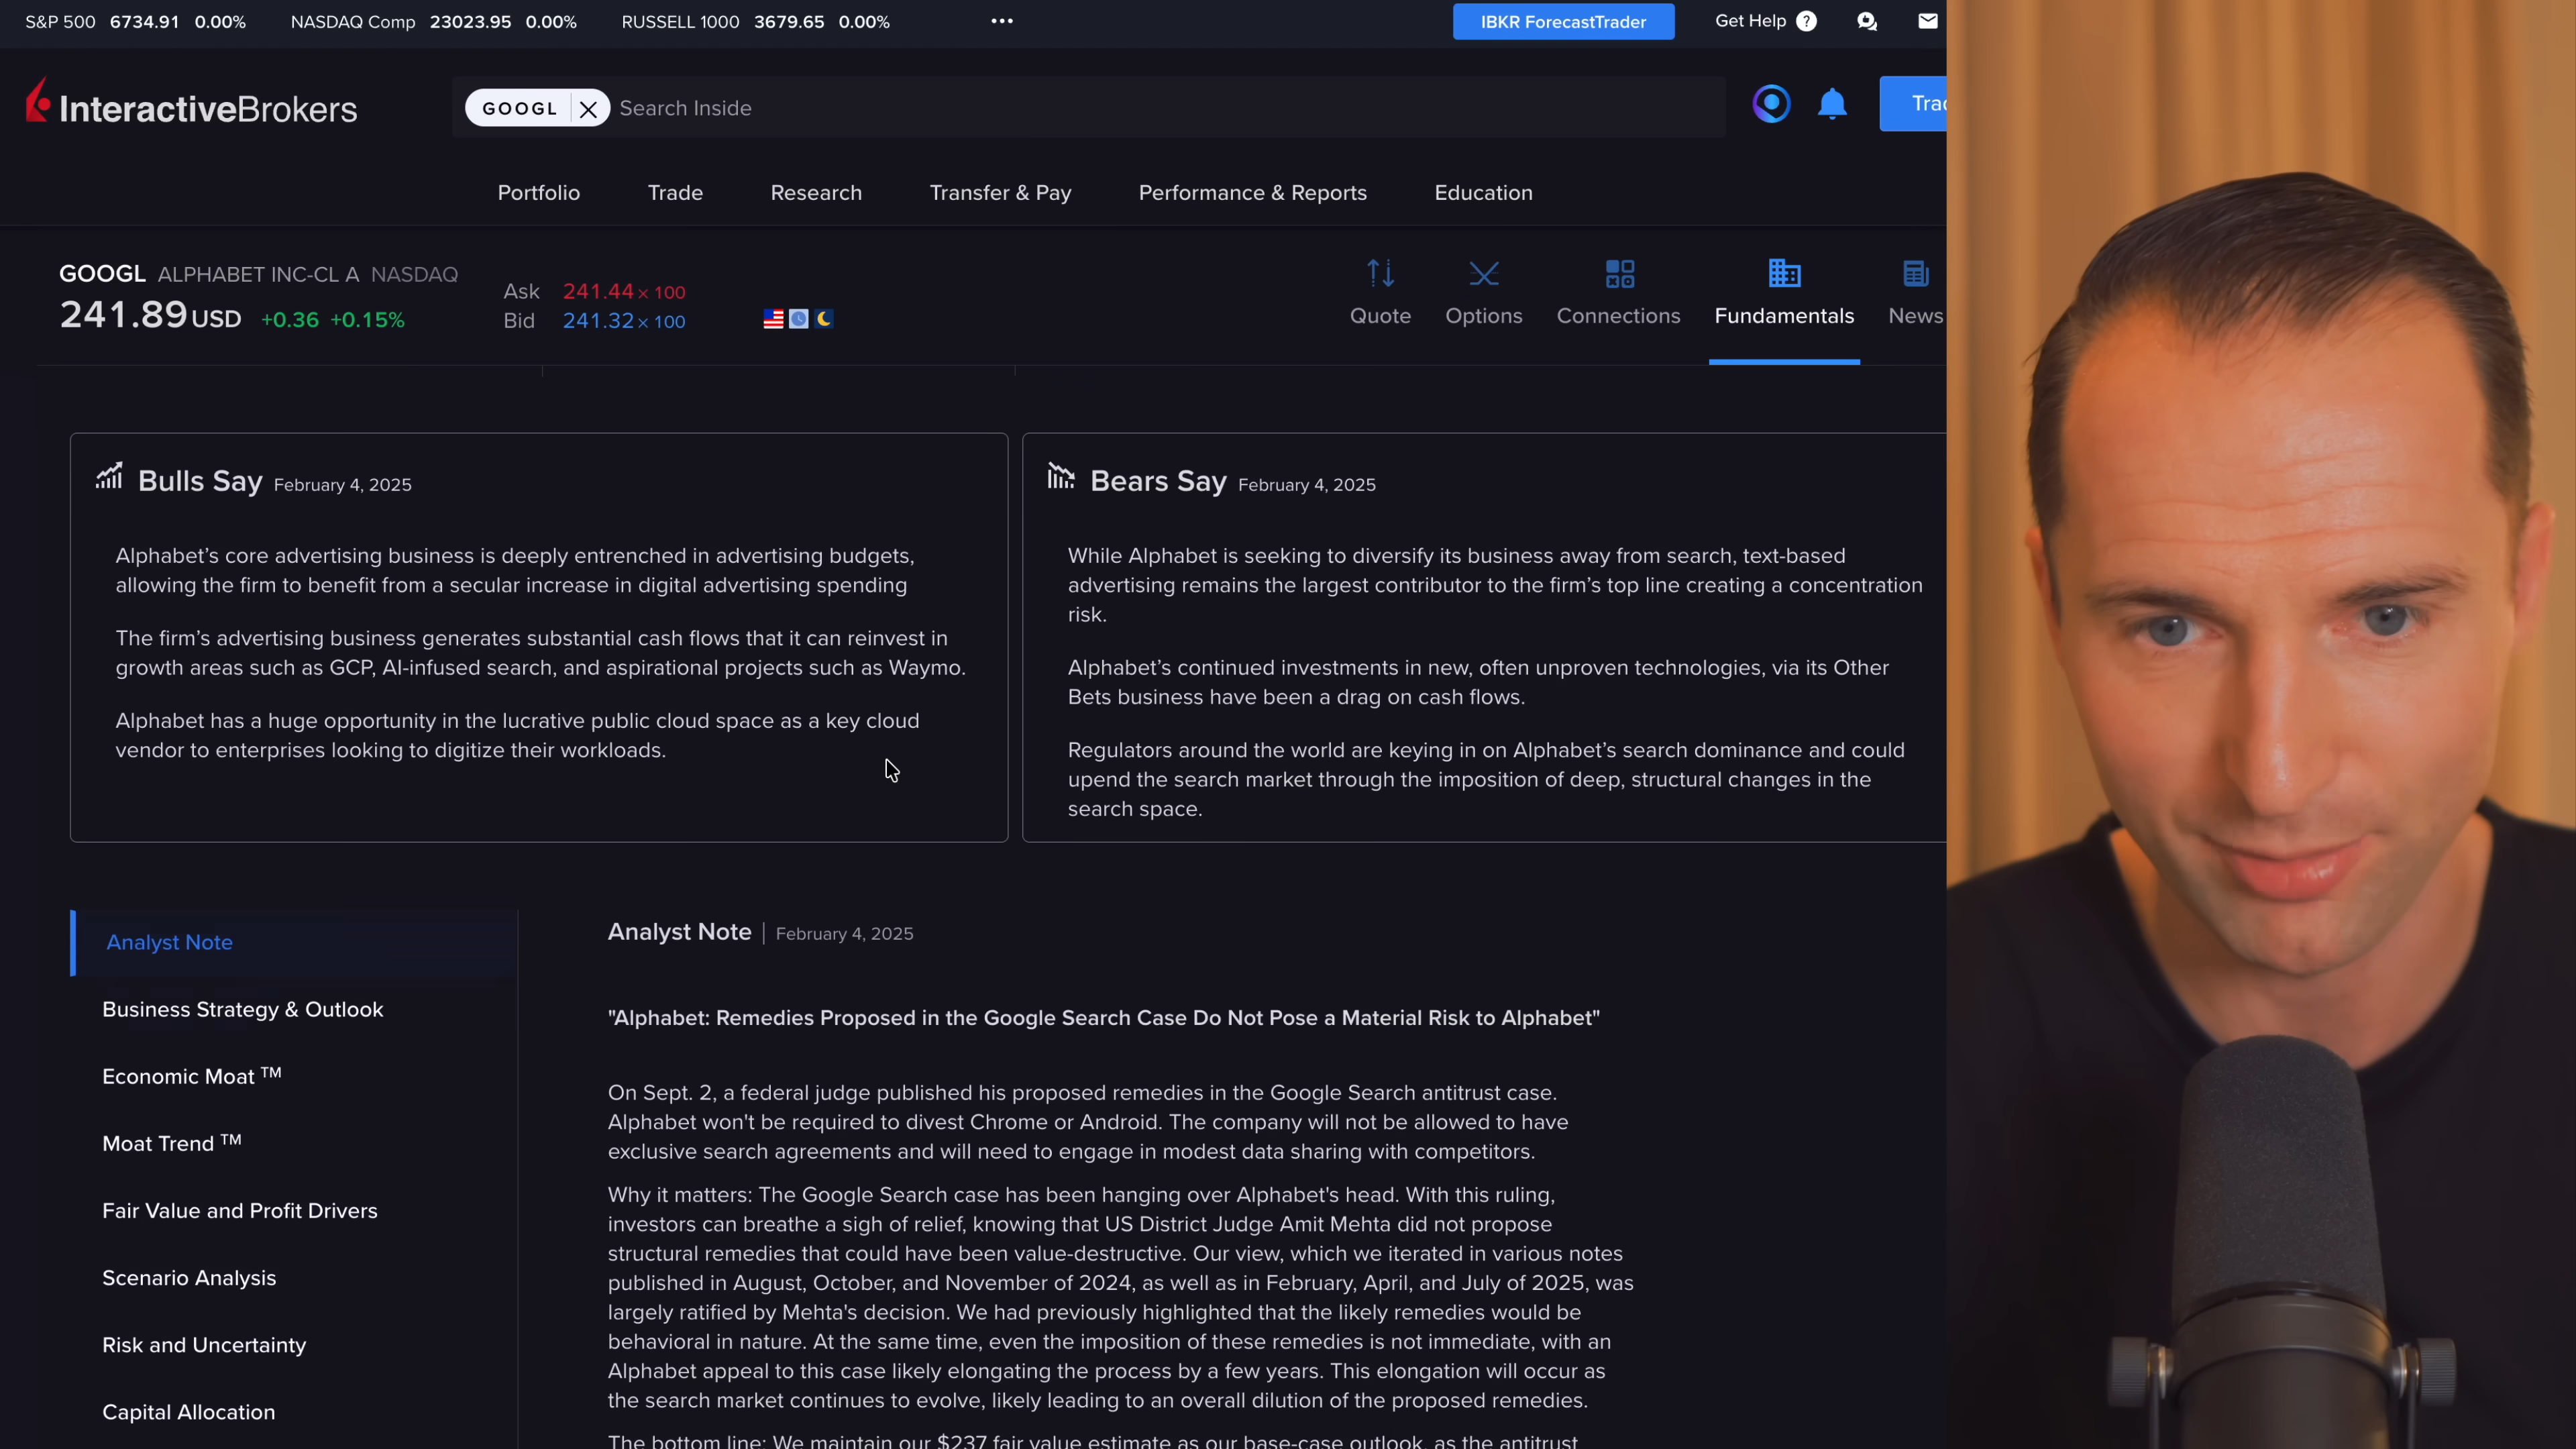 S&P 500 6734.91 0.00% NASDAQ Comp 23023.95 0.00% RUSSELL 1000 3679.65 0.00% ••• IBKR ForecastTrader Get Help ?
InteractiveBrokers GOOGL Search Inside
Portfolio Trade Research Transfer & Pay Performance & Reports Education
GOOGL ALPHABET INC-CL A NASDAQ
241.89 USD +0.36 +0.15%
Ask 241.44 × 100
Bid 241.32 × 100
Quote Options Connections Fundamentals News
Bulls Say February 4, 2025
Alphabet’s core advertising business is deeply entrenched in advertising budgets,
allowing the firm to benefit from a secular increase in digital advertising spending
The firm’s advertising business generates substantial cash flows that it can reinvest in
growth areas such as GCP, AI-infused search, and aspirational projects such as Waymo.
Alphabet has a huge opportunity in the lucrative public cloud space as a key cloud
vendor to enterprises looking to digitize their workloads.
Bears Say February 4, 2025
While Alphabet is seeking to diversify its business away from search, text-based
advertising remains the largest contributor to the firm’s top line creating a concentration
risk.
Alphabet’s continued investments in new, often unproven technologies, via its Other
Bets business have been a drag on cash flows.
Regulators around the world are keying in on Alphabet’s search dominance and could
upend the search market through the imposition of deep, structural changes in the
search space.
Analyst Note
Business Strategy & Outlook
Economic Moat ™
Moat Trend ™
Fair Value and Profit Drivers
Scenario Analysis
Risk and Uncertainty
Capital Allocation
Analyst Note | February 4, 2025
"Alphabet: Remedies Proposed in the Google Search Case Do Not Pose a Material Risk to Alphabet"
On Sept. 2, a federal judge published his proposed remedies in the Google Search antitrust case.
Alphabet won't be required to divest Chrome or Android. The company will not be allowed to have
exclusive search agreements and will need to engage in modest data sharing with competitors.
Why it matters: The Google Search case has been hanging over Alphabet's head. With this ruling,
investors can breathe a sigh of relief, knowing that US District Judge Amit Mehta did not propose
structural remedies that could have been value-destructive. Our view, which we iterated in various notes
published in August, October, and November of 2024, as well as in February, April, and July of 2025, was
largely ratified by Mehta's decision. We had previously highlighted that the likely remedies would be
behavioral in nature. At the same time, even the imposition of these remedies is not immediate, with an
Alphabet appeal to this case likely elongating the process by a few years. This elongation will occur as
the search market continues to evolve, likely leading to an overall dilution of the proposed remedies.
The bottom line: We maintain our $237 fair value estimate as our base-case outlook, as the antitrust